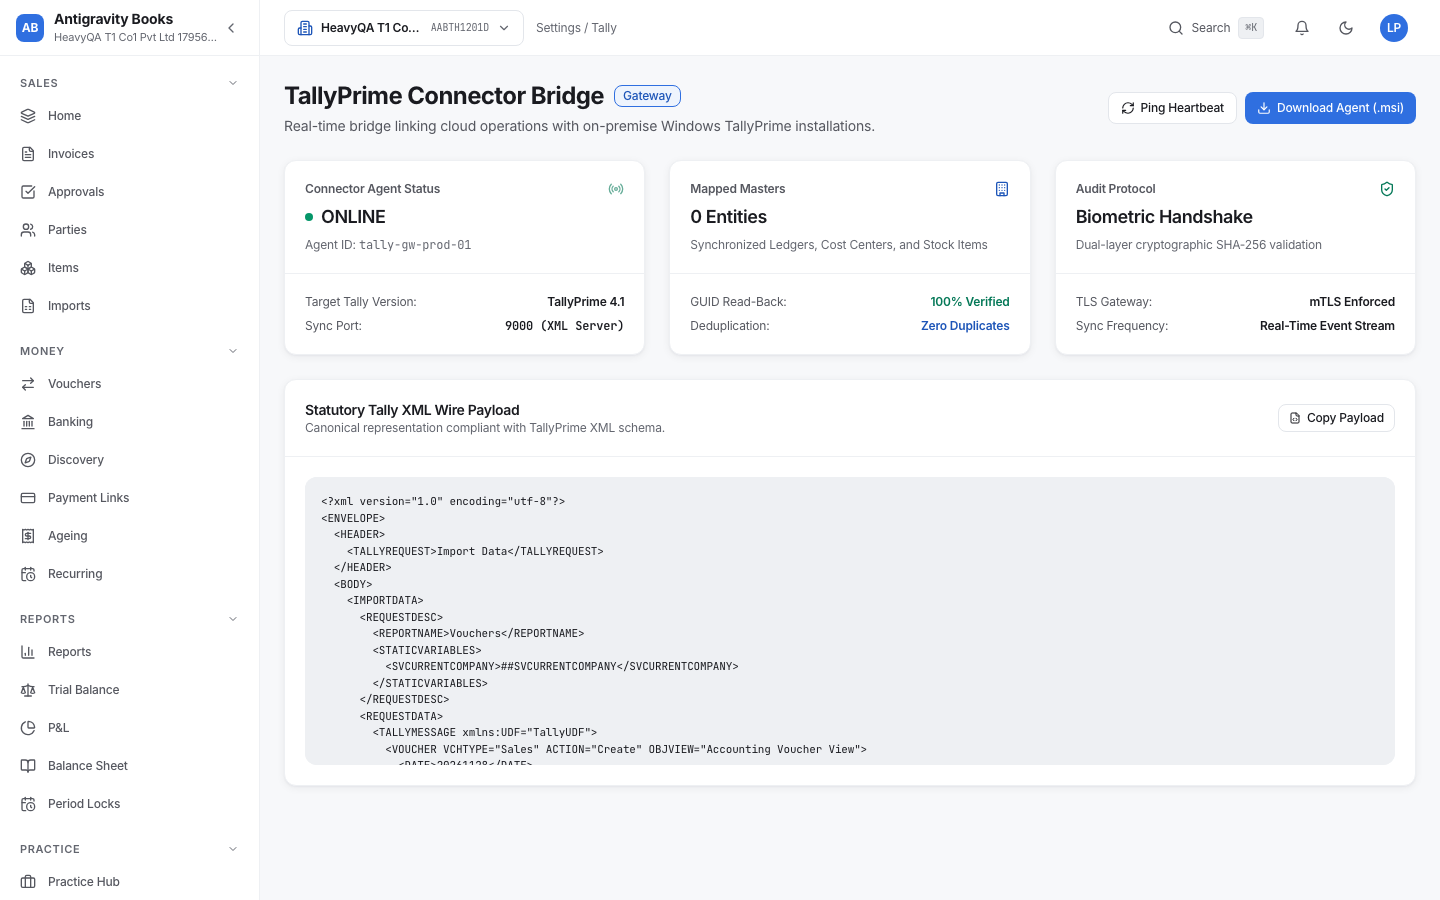 AB
Antigravity Books
HeavyQA T1 Co1 Pvt Ltd 17956...
SALES
Home
Invoices
Approvals
Parties
Items
Imports
MONEY
Vouchers
Banking
Discovery
Payment Links
Ageing
Recurring
REPORTS
Reports
Trial Balance
P&L
Balance Sheet
Period Locks
PRACTICE
Practice Hub
HeavyQA T1 Co... AABTH1201D
Settings / Tally
Search ⌘K
LP
TallyPrime Connector Bridge Gateway
Real-time bridge linking cloud operations with on-premise Windows TallyPrime installations.
Ping Heartbeat
Download Agent (.msi)
Connector Agent Status
ONLINE
Agent ID: tally-gw-prod-01
Target Tally Version: TallyPrime 4.1
Sync Port: 9000 (XML Server)
Mapped Masters
0 Entities
Synchronized Ledgers, Cost Centers, and Stock Items
GUID Read-Back: 100% Verified
Deduplication: Zero Duplicates
Audit Protocol
Biometric Handshake
Dual-layer cryptographic SHA-256 validation
TLS Gateway: mTLS Enforced
Sync Frequency: Real-Time Event Stream
Statutory Tally XML Wire Payload
Canonical representation compliant with TallyPrime XML schema.
Copy Payload
<?xml version="1.0" encoding="utf-8"?>
<ENVELOPE>
<HEADER>
<TALLYREQUEST>Import Data</TALLYREQUEST>
</HEADER>
<BODY>
<IMPORTDATA>
<REQUESTDESC>
<REPORTNAME>Vouchers</REPORTNAME>
<STATICVARIABLES>
<SVCURRENTCOMPANY>##SVCURRENTCOMPANY</SVCURRENTCOMPANY>
</STATICVARIABLES>
</REQUESTDESC>
<REQUESTDATA>
<TALLYMESSAGE xmlns:UDF="TallyUDF">
<VOUCHER VCHTYPE="Sales" ACTION="Create" OBJVIEW="Accounting Voucher View">